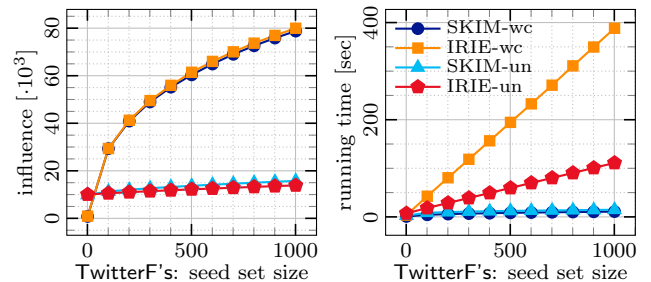 influence [·10³]
80
60
40
20
0
0
500
1000
TwitterF's: seed set size
running time [sec]
400
200
0
SKIM-wc
IRIE-wc
SKIM-un
IRIE-un
0
500
1000
TwitterF's: seed set size